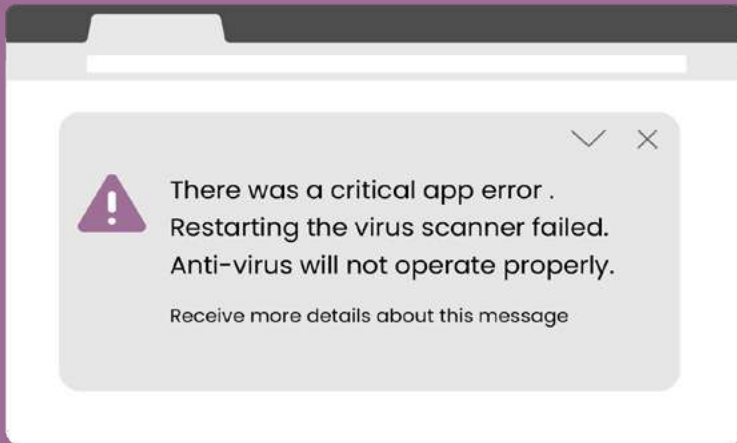 There was a critical app error .
Restarting the virus scanner failed.
Anti-virus will not operate properly.
Receive more details about this message